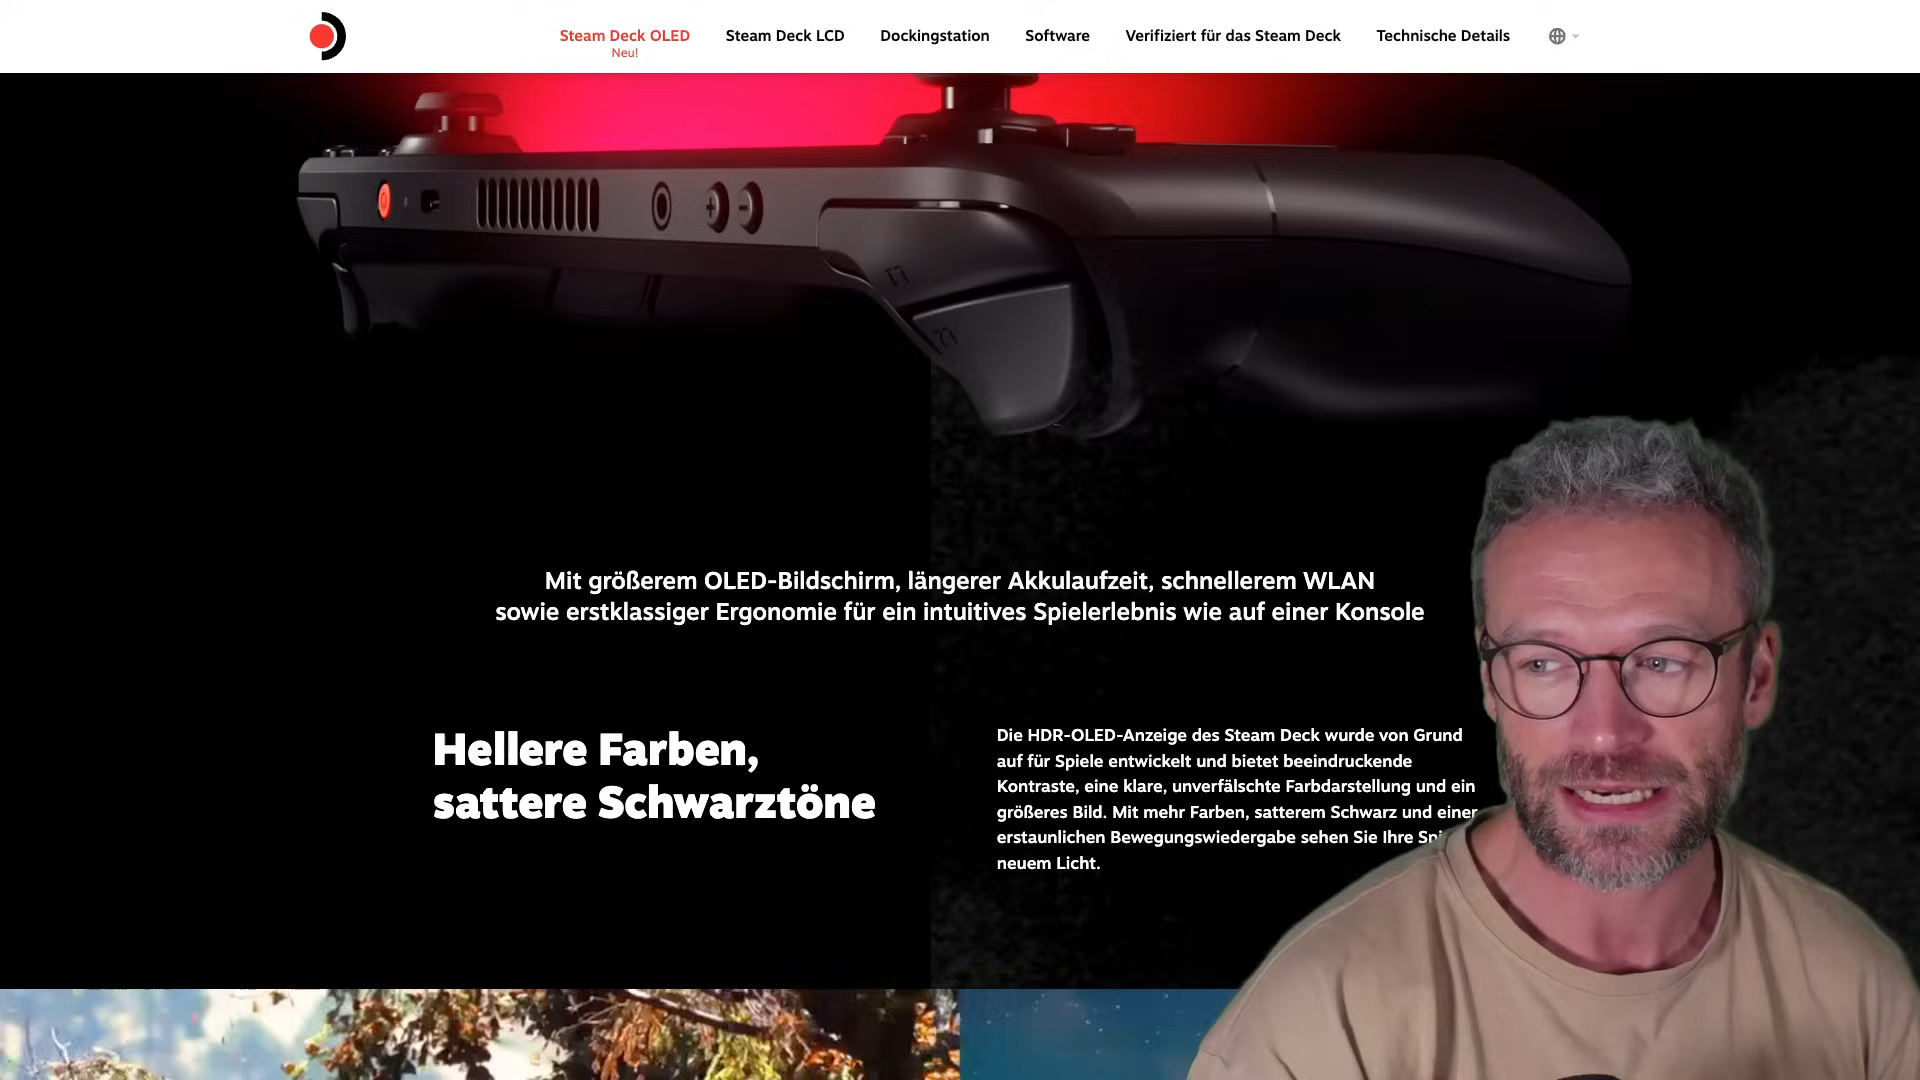 Steam Deck OLED
Neu!
Steam Deck LCD
Dockingstation
Software
Verifiziert für das Steam Deck
Technische Details
L1
L2
Mit größerem OLED-Bildschirm, längerer Akkulaufzeit, schnellerem WLAN
sowie erstklassiger Ergonomie für ein intuitives Spielerlebnis wie auf einer Konsole
Hellere Farben,
sattere Schwarztöne
Die HDR-OLED-Anzeige des Steam Deck wurde von Grund
auf für Spiele entwickelt und bietet beeindruckende
Kontraste, eine klare, unverfälschte Farbdarstellung und ein
größeres Bild. Mit mehr Farben, satterem Schwarz und einer
erstaunlichen Bewegungswiedergabe sehen Sie Ihre
neuem Licht.